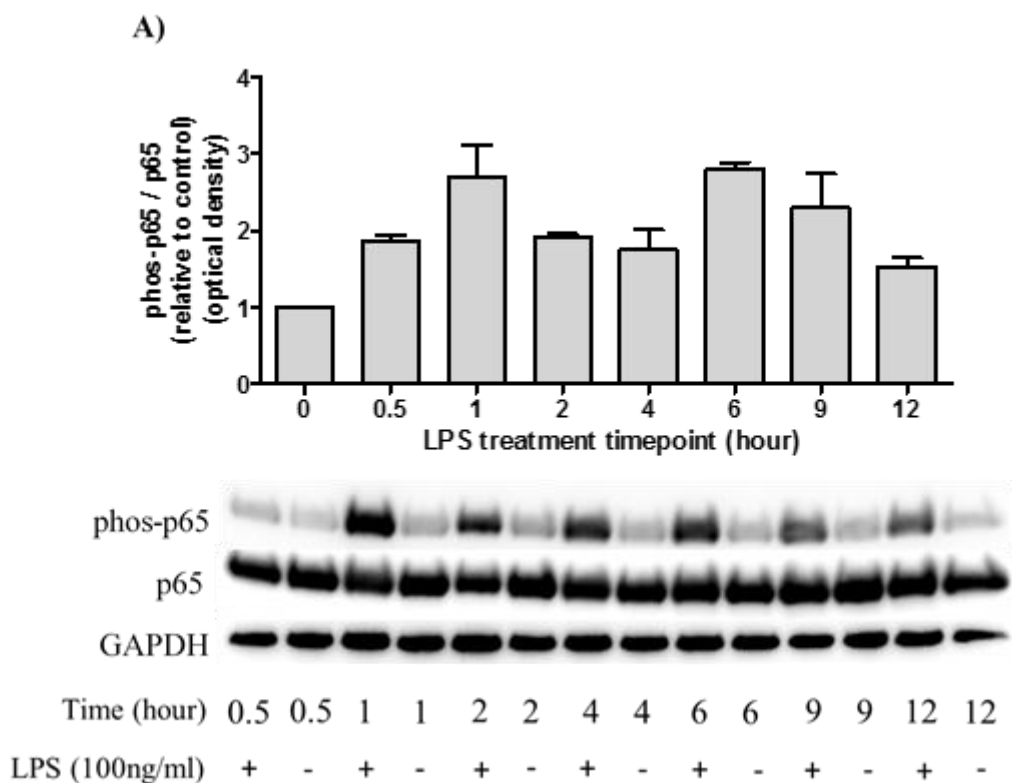 A)
phos-p65 / p65
(relative to control)
(optical density)
4
3
2
1
0
0 0.5 1 2 4 6 9 12
LPS treatment timepoint (hour)
phos-p65
p65
GAPDH
Time (hour) 0.5 0.5 1 1 2 2 4 4 6 6 9 9 12 12
LPS (100ng/ml) + - + - + - + - + - + - + -